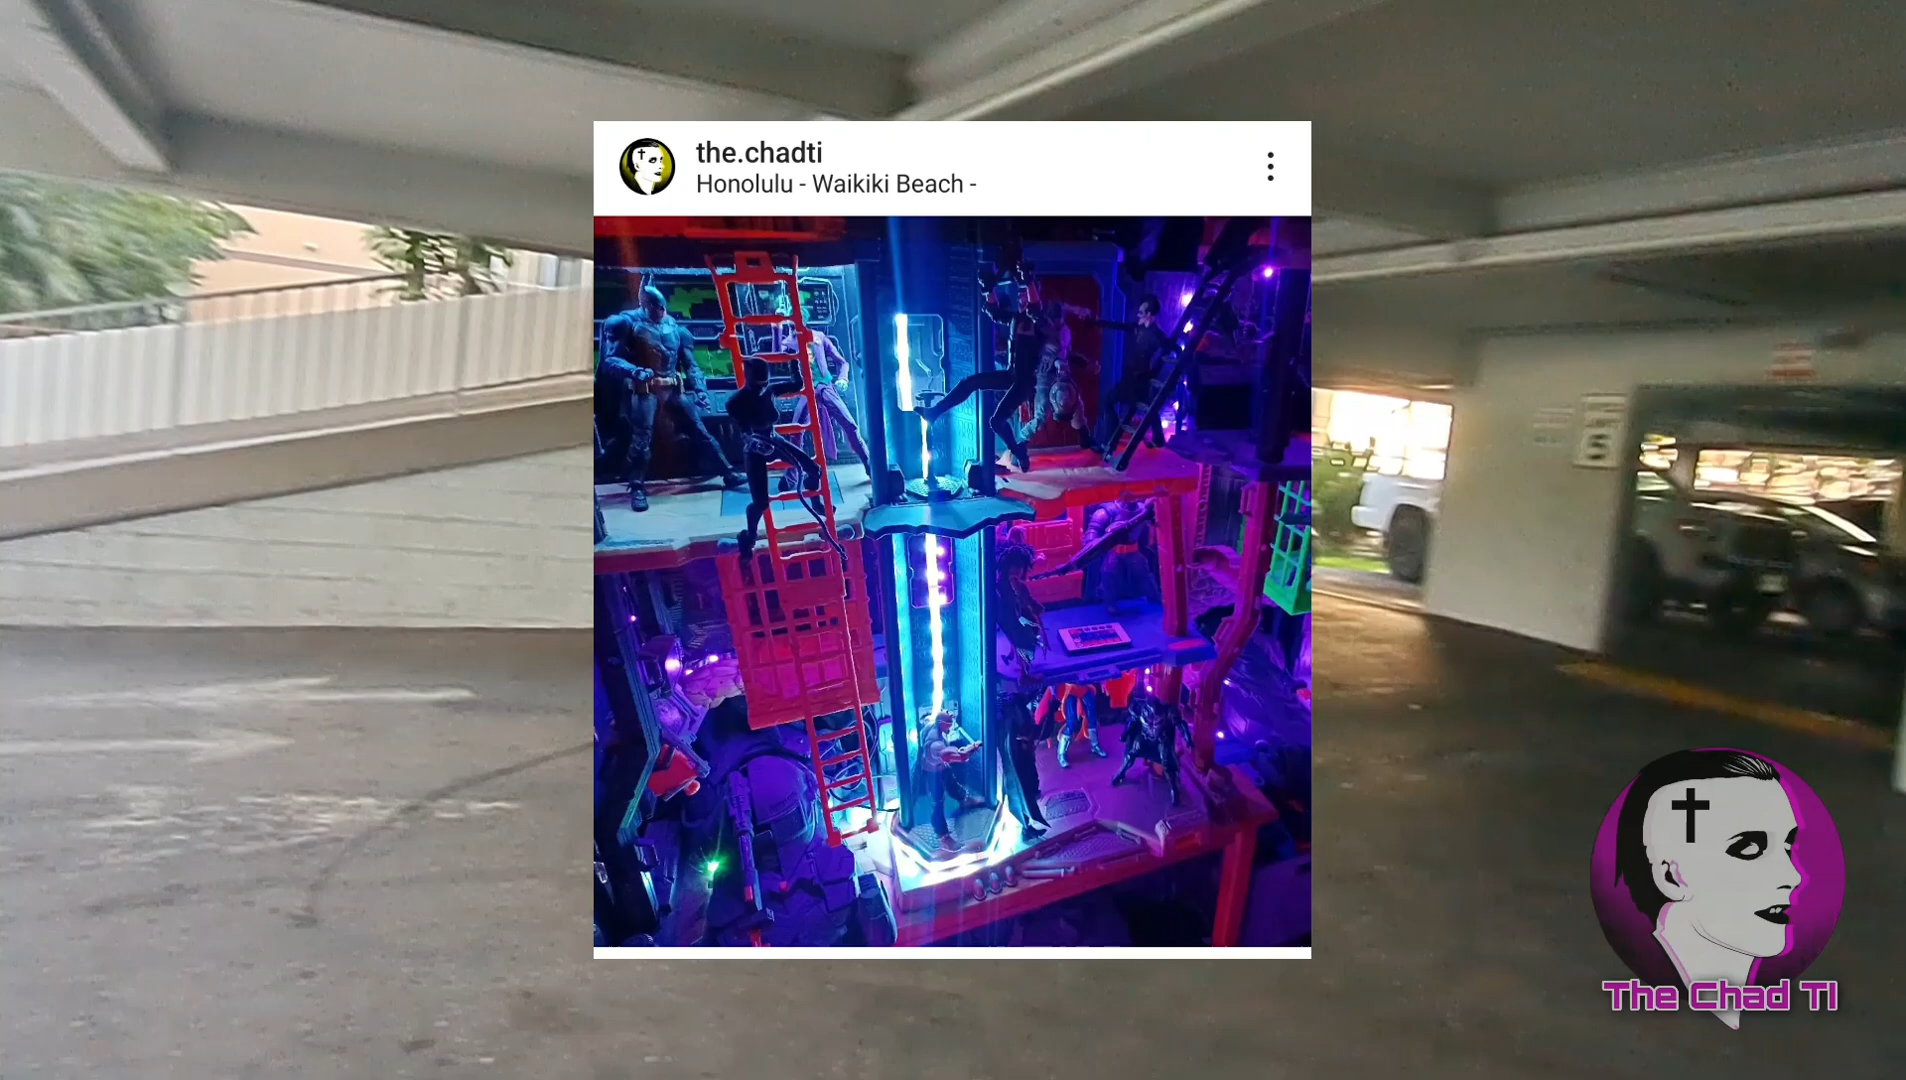 the.chadti
Honolulu - Waikiki Beach -
The Chad TI